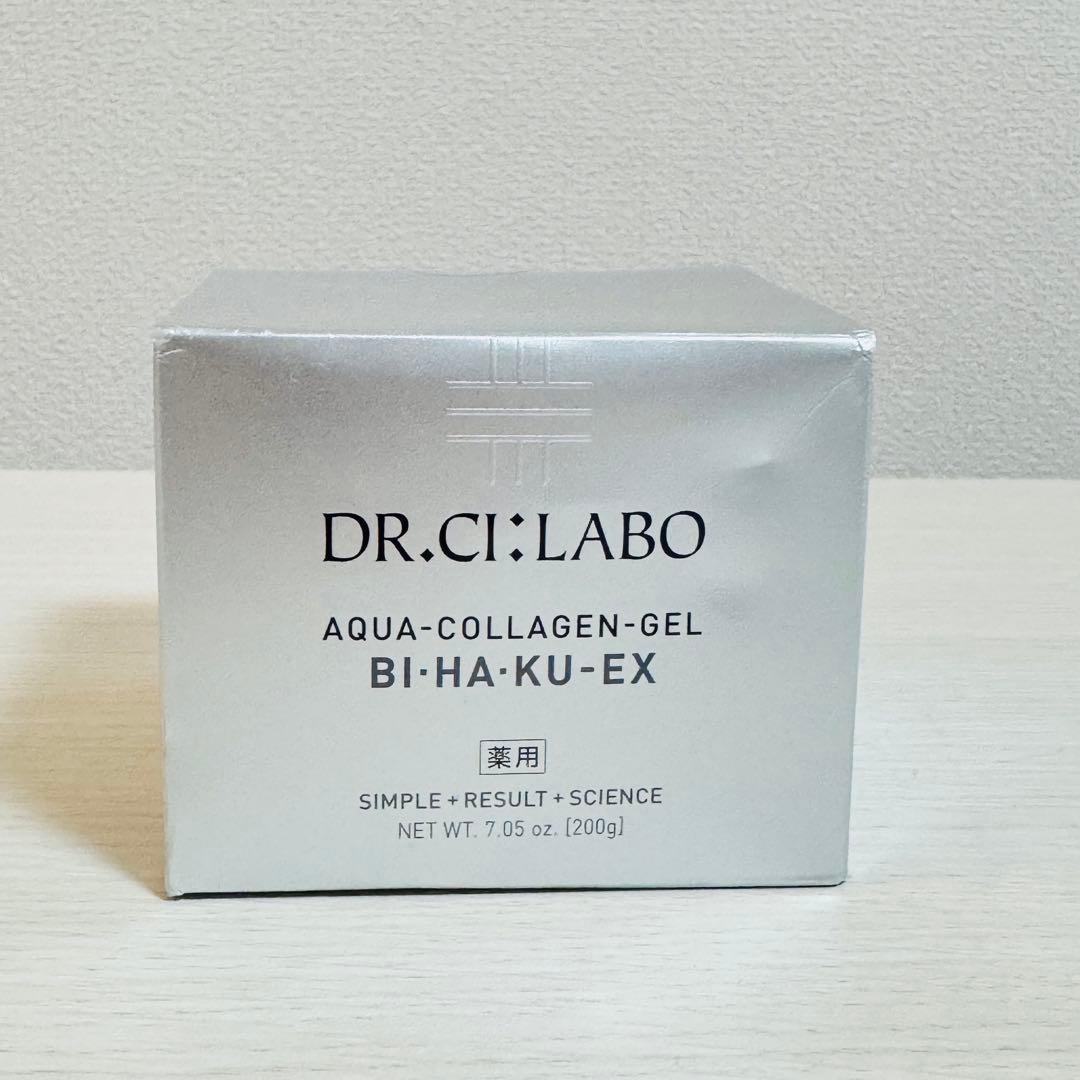 DR.CI:LABO
AQUA-COLLAGEN-GEL
BI·HA·KU-EX
薬用
SIMPLE + RESULT + SCIENCE
NET WT. 7.05 oz. [200g]